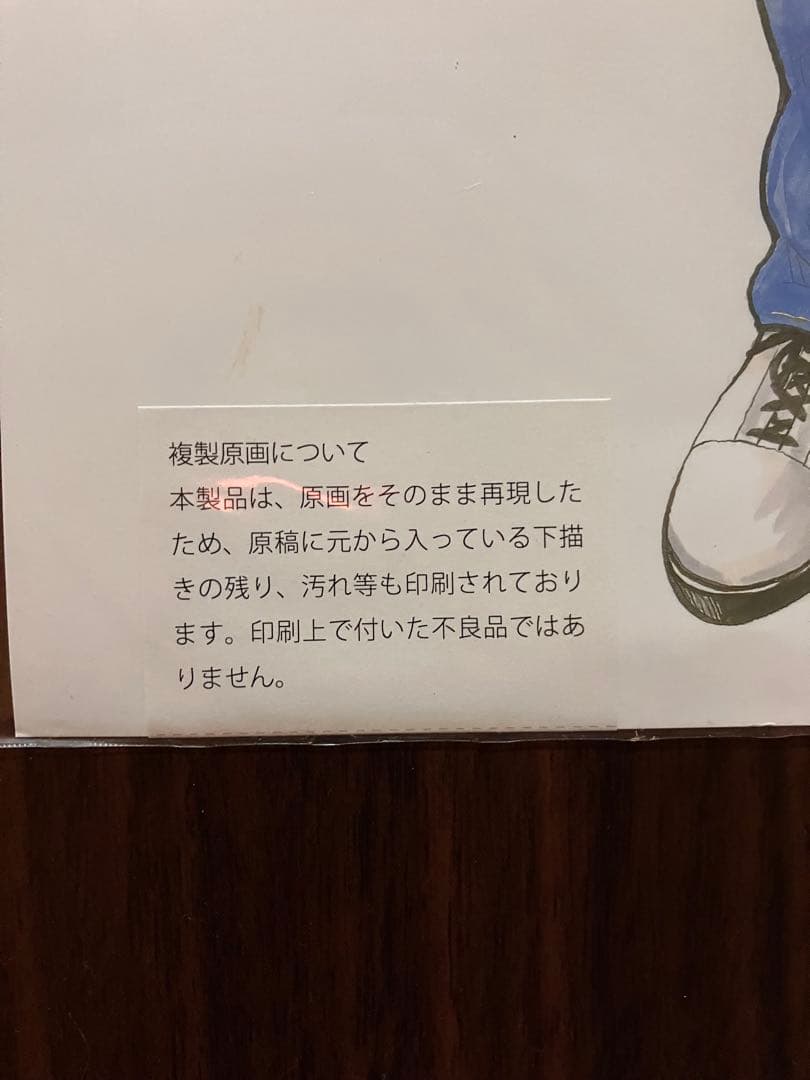 複製原画について
本製品は、原画をそのまま再現した
ため、原稿に元から入っている下描
きの残り、汚れ等も印刷されており
ます。印刷上で付いた不良品ではあ
りません。